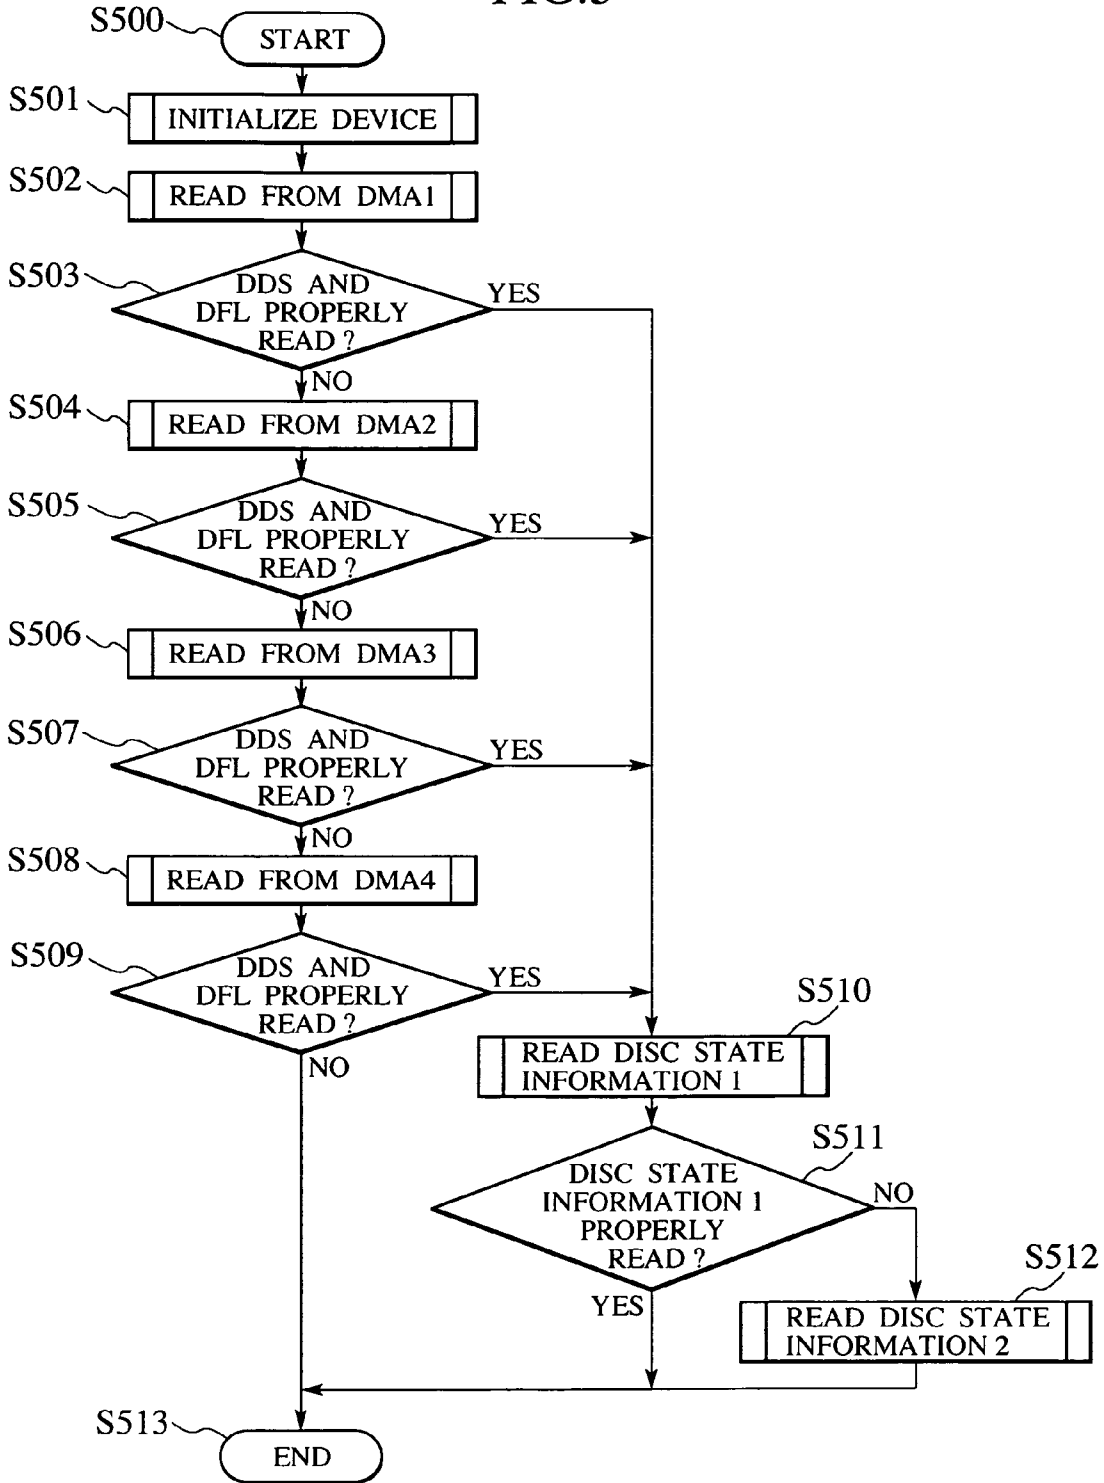 S500
START
S501
INITIALIZE DEVICE
S502
READ FROM DMA1
S503
DDS AND
DFL PROPERLY
READ?
YES
NO
S504
READ FROM DMA2
S505
DDS AND
DFL PROPERLY
READ?
YES
NO
S506
READ FROM DMA3
S507
DDS AND
DFL PROPERLY
READ?
YES
NO
S508
READ FROM DMA4
S509
DDS AND
DFL PROPERLY
READ?
YES
NO
S510
READ DISC STATE
INFORMATION 1
S511
DISC STATE
INFORMATION 1
PROPERLY
READ?
NO
YES
S512
READ DISC STATE
INFORMATION 2
S513
END